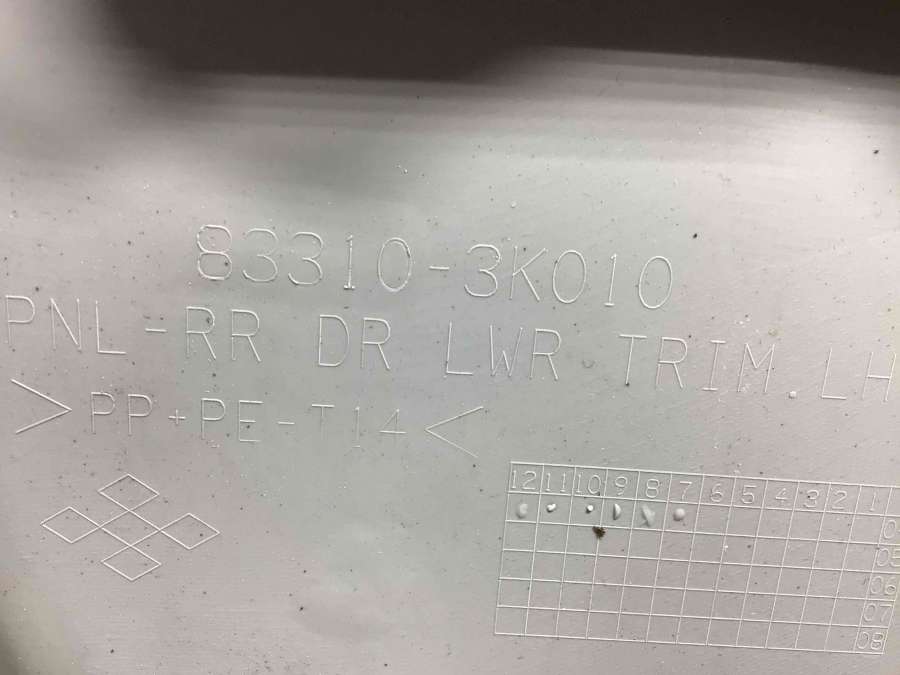 83310-3K010
PNL-RR DR LWR TRIM.LH
>PP+PE-T14<
12 11 10 9 8 7 6 5 4 3 2 1
05
06
07
08